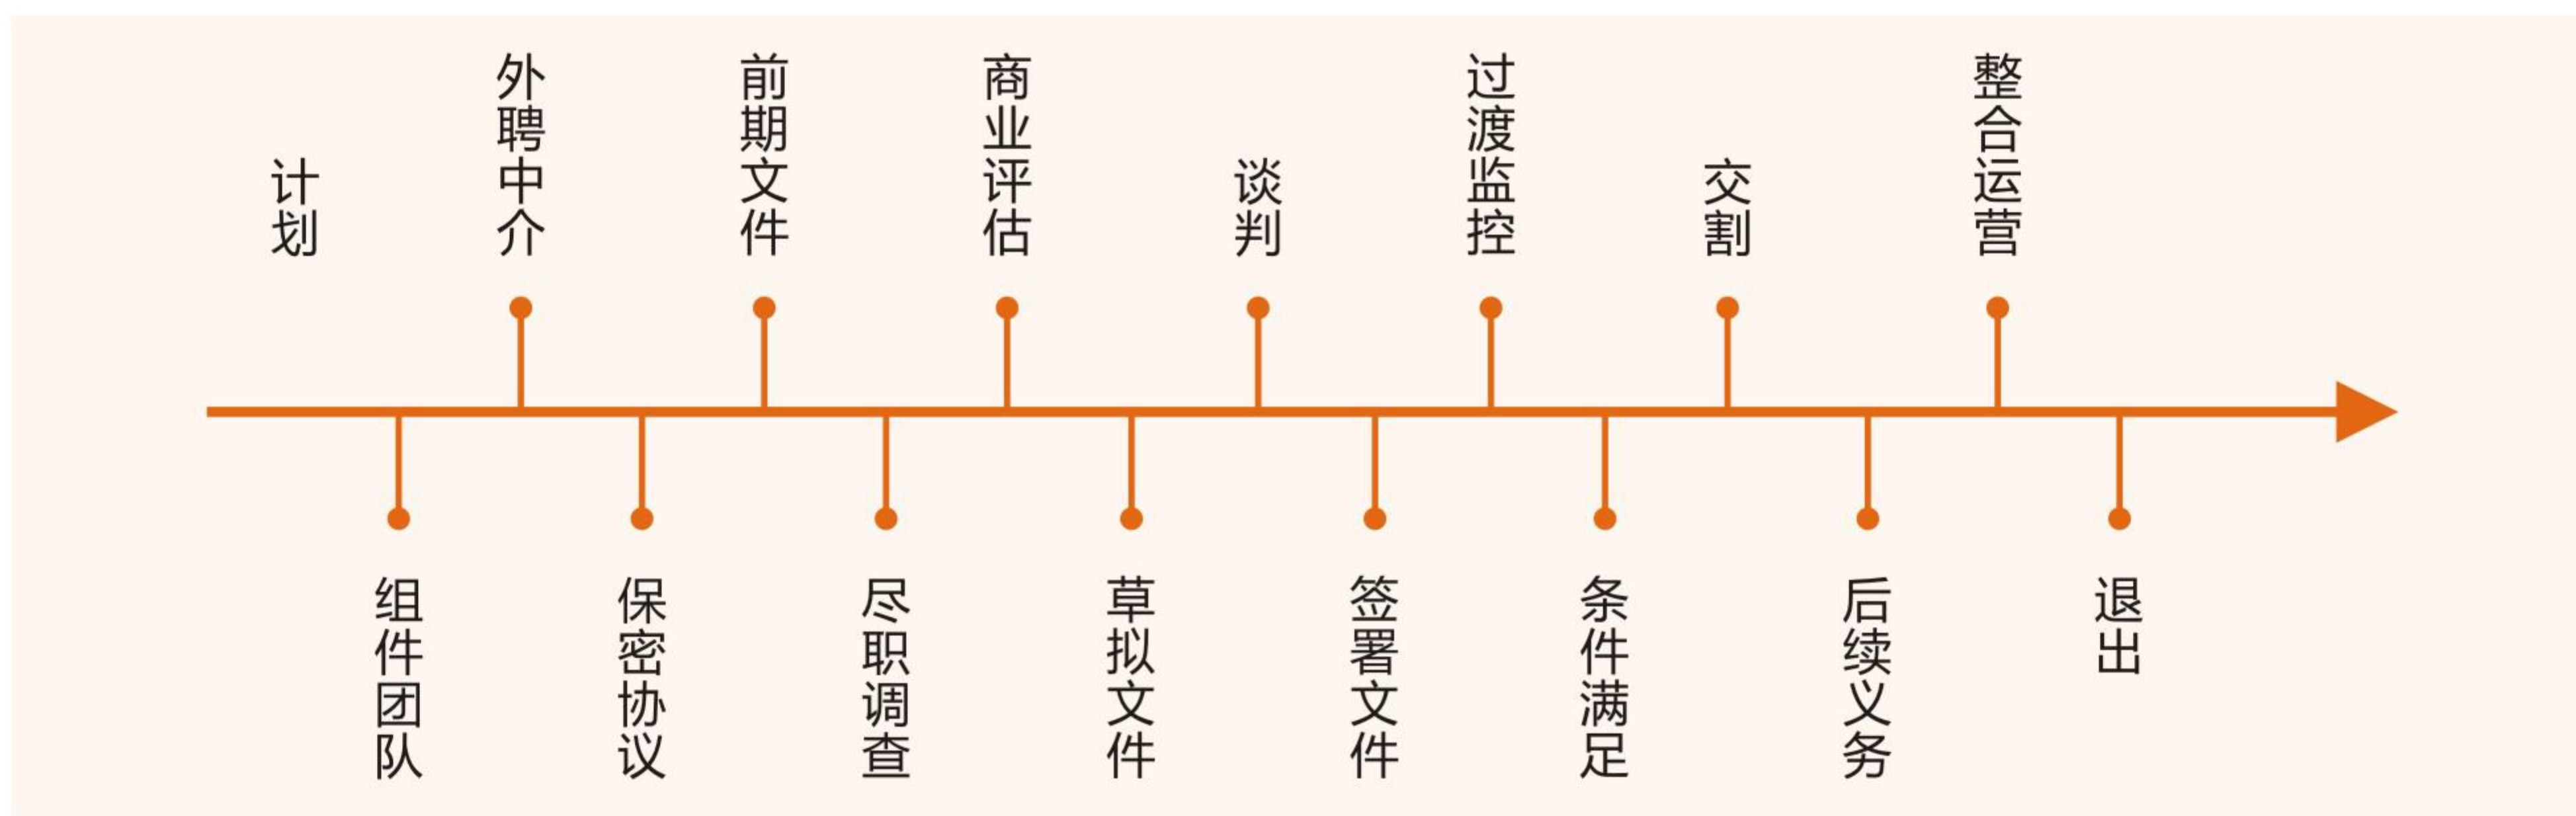 计划
组件团队
外聘中介
保密协议
前期文件
尽职调查
商业评估
草拟文件
谈判
签署文件
过渡监控
条件满足
交割
后续义务
整合运营
退出